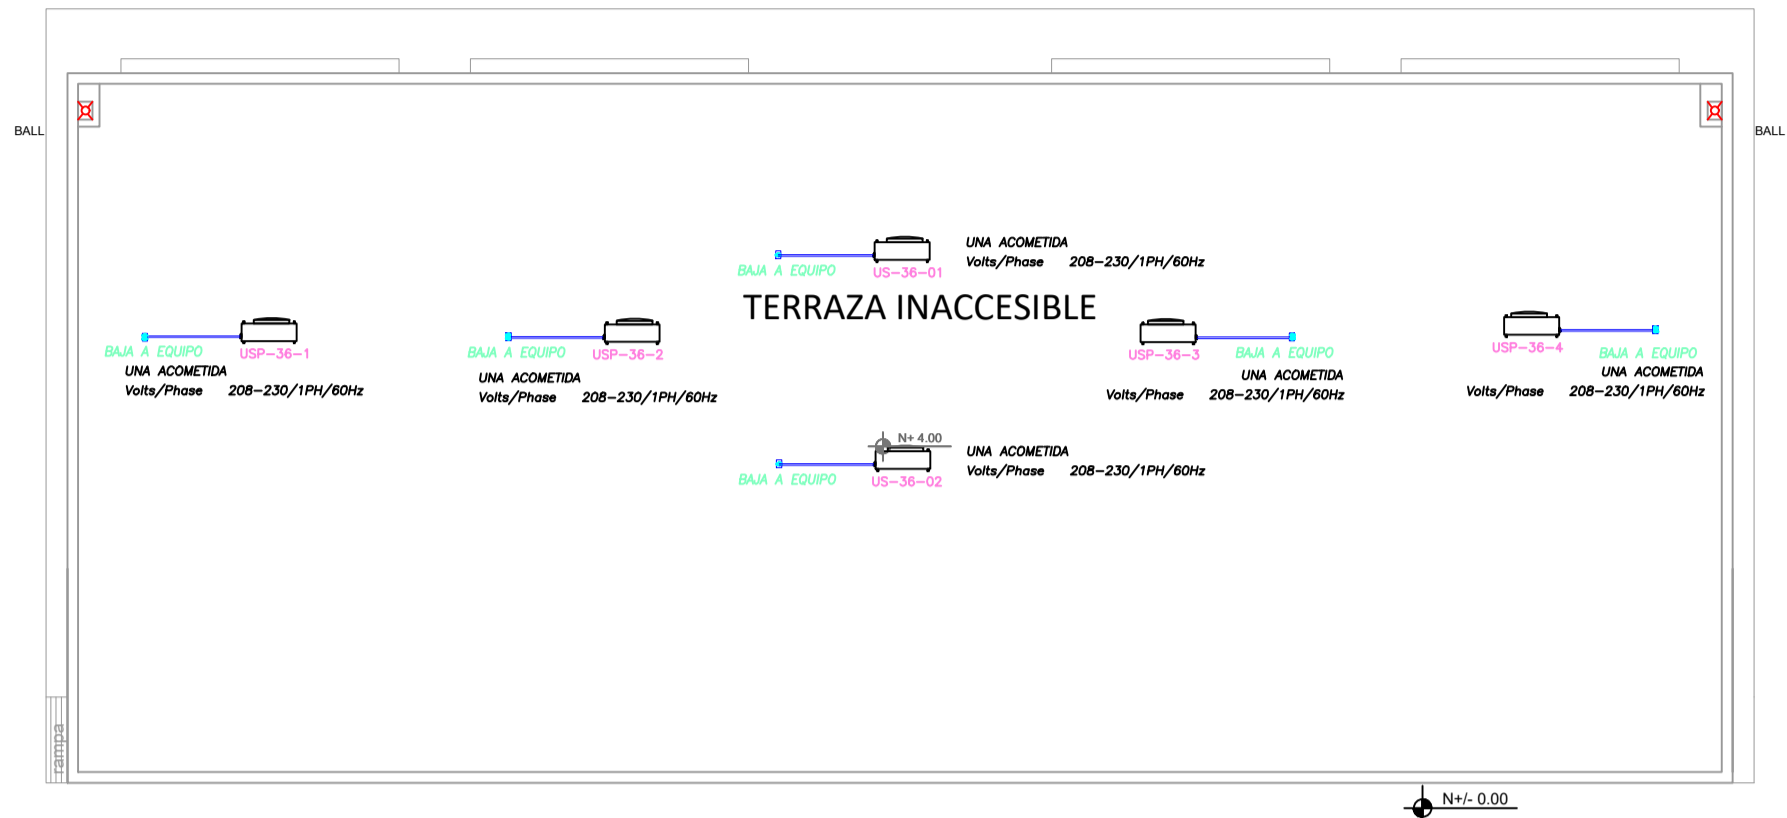 BALL
BALL
UNA ACOMETIDA
Volts/Phase 208-230/1PH/60Hz
BAJA A EQUIPO
US-36-01
TERRAZA INACCESIBLE
BAJA A EQUIPO
USP-36-1
UNA ACOMETIDA
Volts/Phase 208-230/1PH/60Hz
BAJA A EQUIPO
USP-36-2
UNA ACOMETIDA
Volts/Phase 208-230/1PH/60Hz
USP-36-3
BAJA A EQUIPO
UNA ACOMETIDA
Volts/Phase 208-230/1PH/60Hz
USP-36-4
BAJA A EQUIPO
UNA ACOMETIDA
Volts/Phase 208-230/1PH/60Hz
N+ 4.00
UNA ACOMETIDA
Volts/Phase 208-230/1PH/60Hz
BAJA A EQUIPO
US-36-02
rampa
N+/- 0.00